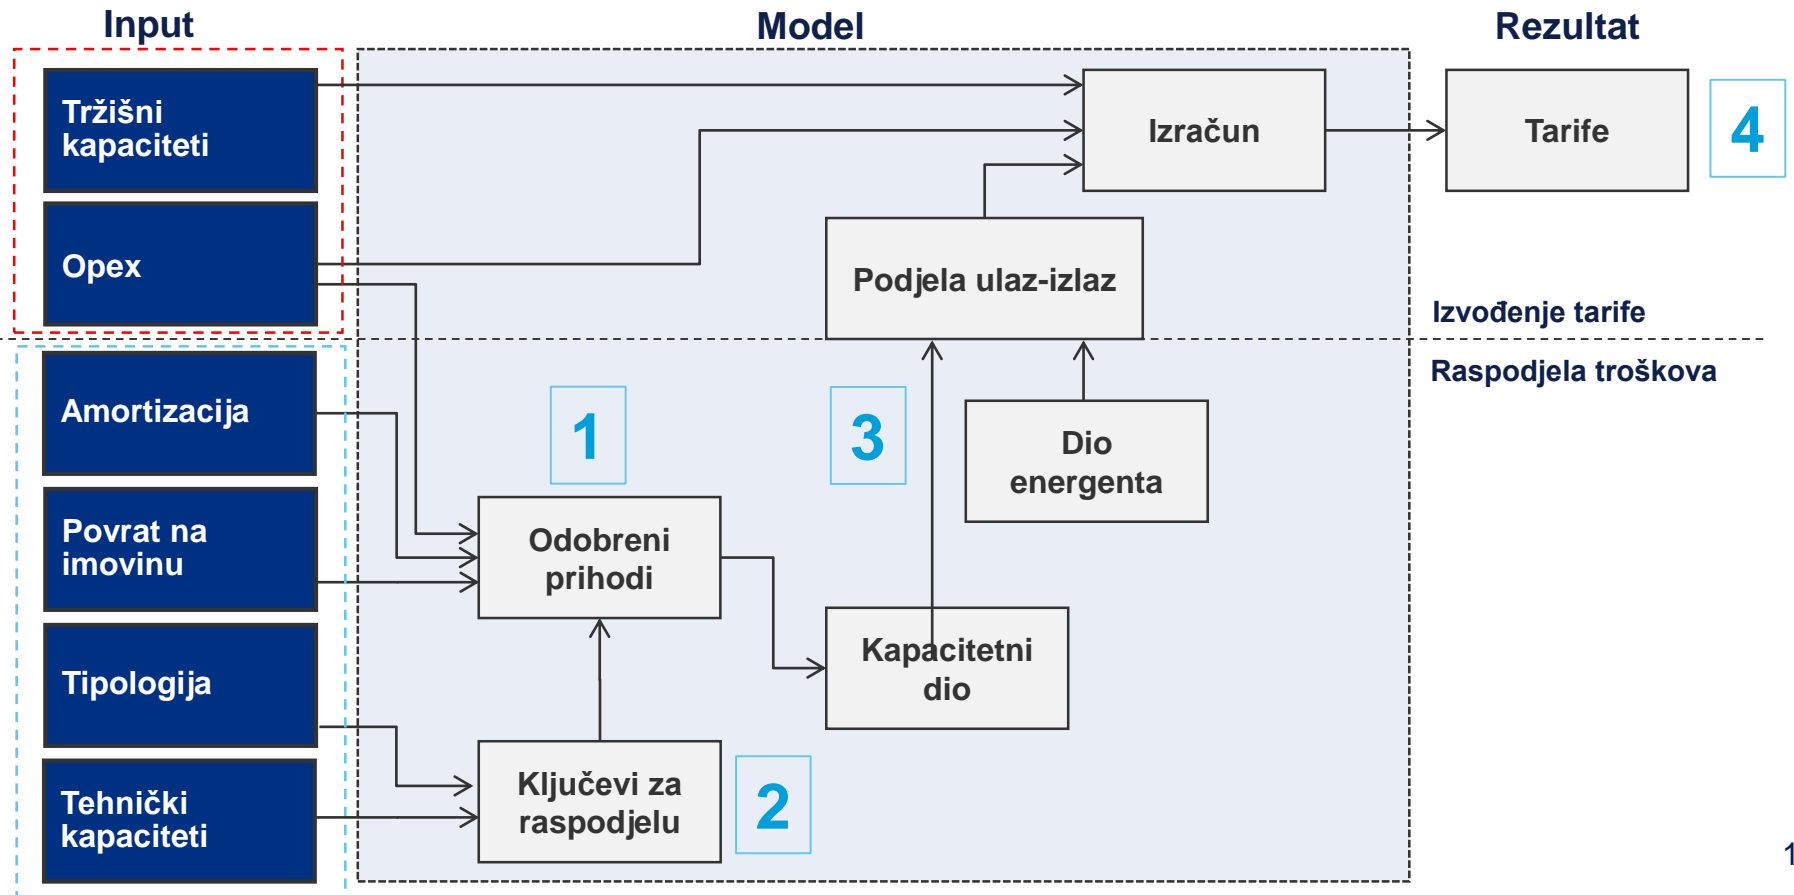 Input
Model
Rezultat
Tržišni
kapaciteti
Izračun
Tarife
4
Opex
Podjela ulaz-izlaz
Izvođenje tarife
Raspodjela troškova
Amortizacija
1
3
Dio
energenta
Povrat na
imovinu
Odobreni
prihodi
Tipologija
Kapacitetni
dio
Tehnički
kapaciteti
Ključevi za
raspodjelu
2
1